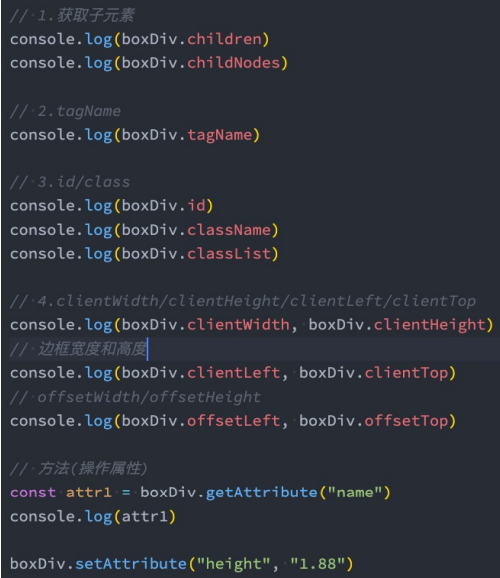 // 1.获取子元素
console.log(boxDiv.children)
console.log(boxDiv.childNodes)
// 2.tagName
console.log(boxDiv.tagName)
// 3.id/class
console.log(boxDiv.id)
console.log(boxDiv.className)
console.log(boxDiv.classList)
// 4.clientWidth/clientHeight/clientLeft/clientTop
console.log(boxDiv.clientWidth, boxDiv.clientHeight)
// 边框宽度和高度
console.log(boxDiv.clientLeft, boxDiv.clientTop)
// offsetWidth/offsetHeight
console.log(boxDiv.offsetLeft, boxDiv.offsetTop)
// 方法(操作属性)
const attr1 = boxDiv.getAttribute("name")
console.log(attr1)
boxDiv.setAttribute("height", "1.88")